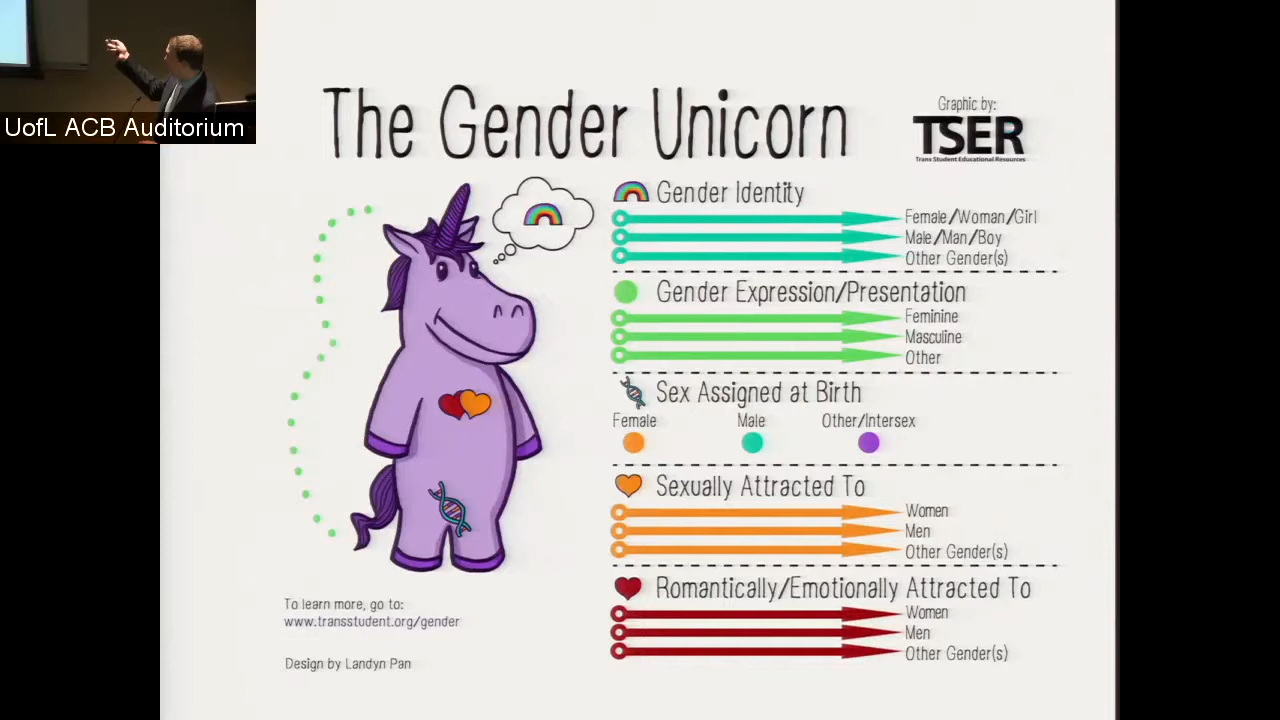 UofL ACB Auditorium
The Gender Unicorn
Graphic by:
TSER
Trans Student Educational Resources
Gender Identity
Female/Woman/Girl
Male/Man/Boy
Other Gender(s)
Gender Expression/Presentation
Feminine
Masculine
Other
Sex Assigned at Birth
Female Male Other/Intersex
Sexually Attracted To
Women
Men
Other Gender(s)
Romantically/Emotionally Attracted To
Women
Men
Other Gender(s)
To learn more, go to:
www.transstudent.org/gender
Design by Landyn Pan